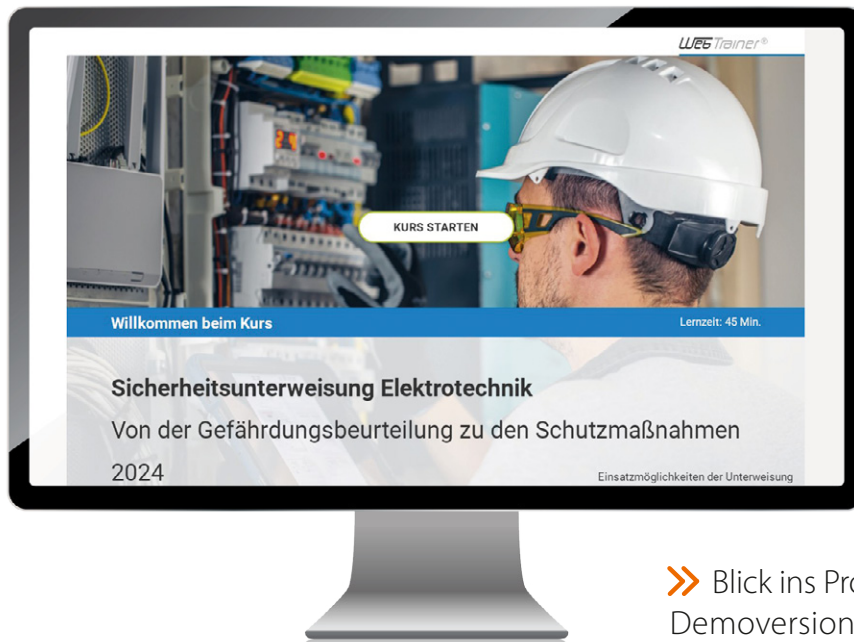 WEBTrainer®
KURS STARTEN
Willkommen beim Kurs
Lernzeit: 45 Min.
Sicherheitsunterweisung Elektrotechnik
Von der Gefährdungsbeurteilung zu den Schutzmaßnahmen
2024
Einsatzmöglichkeiten der Unterweisung
Blick ins
Demoversion